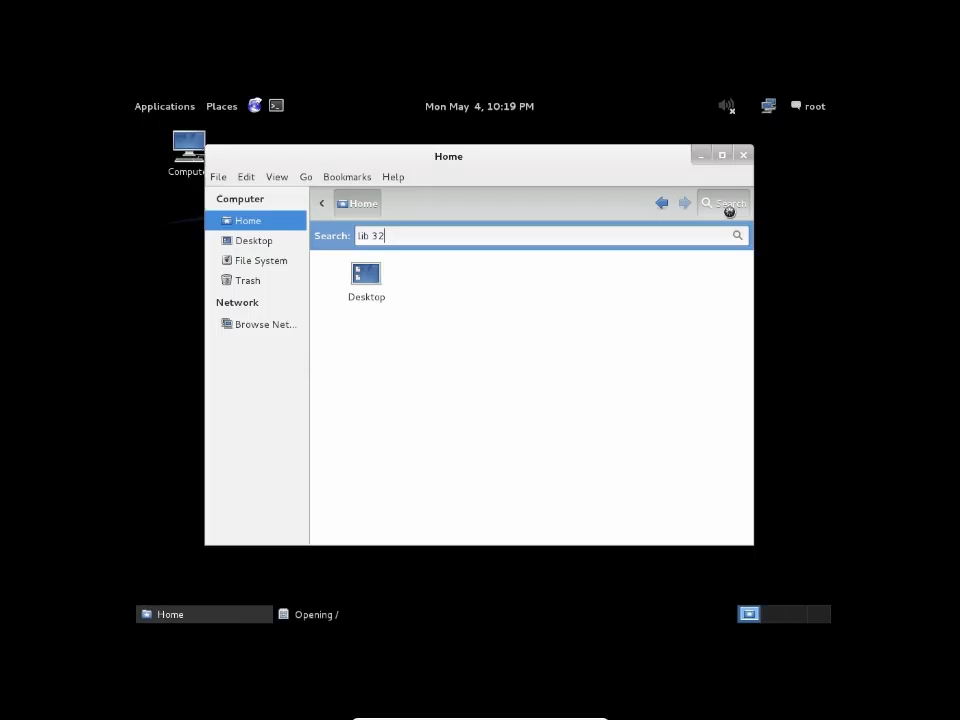 Applications Places Mon May 4, 10:19 PM root
Home
File Edit View Go Bookmarks Help
Computer
Home
Desktop
File System
Trash
Network
Browse Net...
Home Search
Search: lib 32
Desktop
Home Opening /